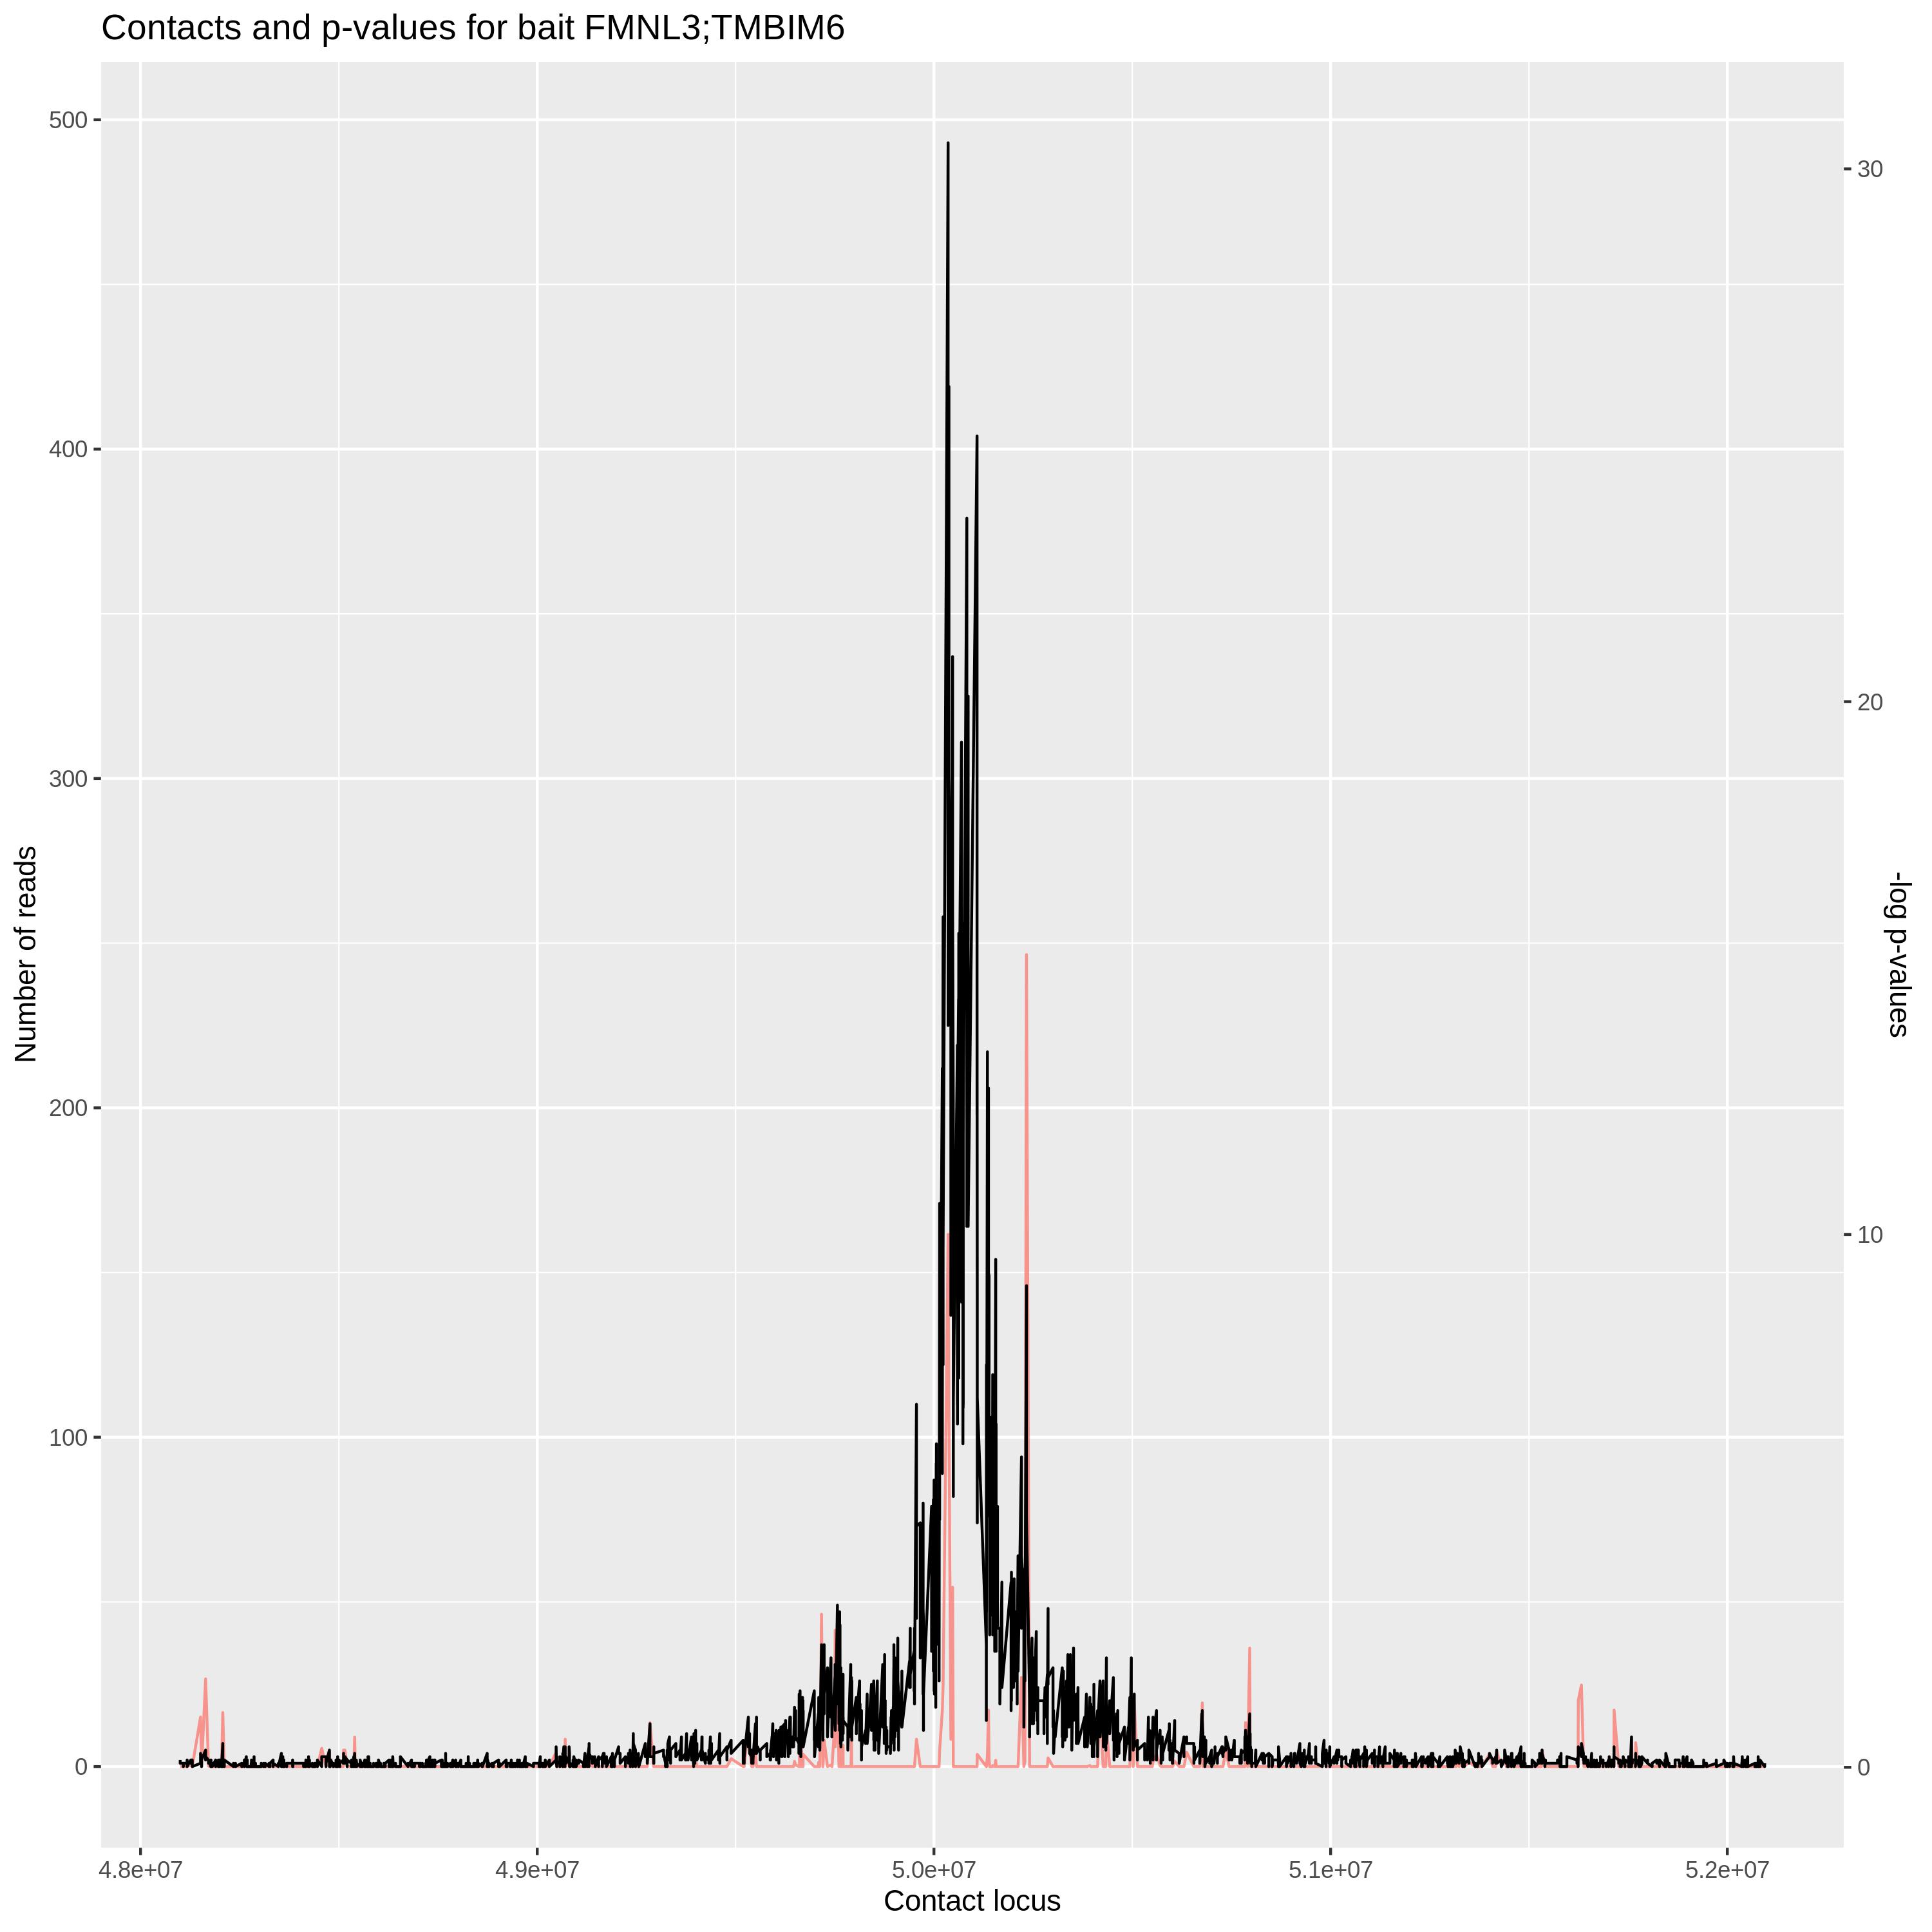 Contacts and p-values for bait FMNL3;TMBIM6
500
400
300
200
100
0
Number of reads
30
20
10
0
-log p-values
4.8e+07
4.9e+07
5.0e+07
5.1e+07
5.2e+07
Contact locus